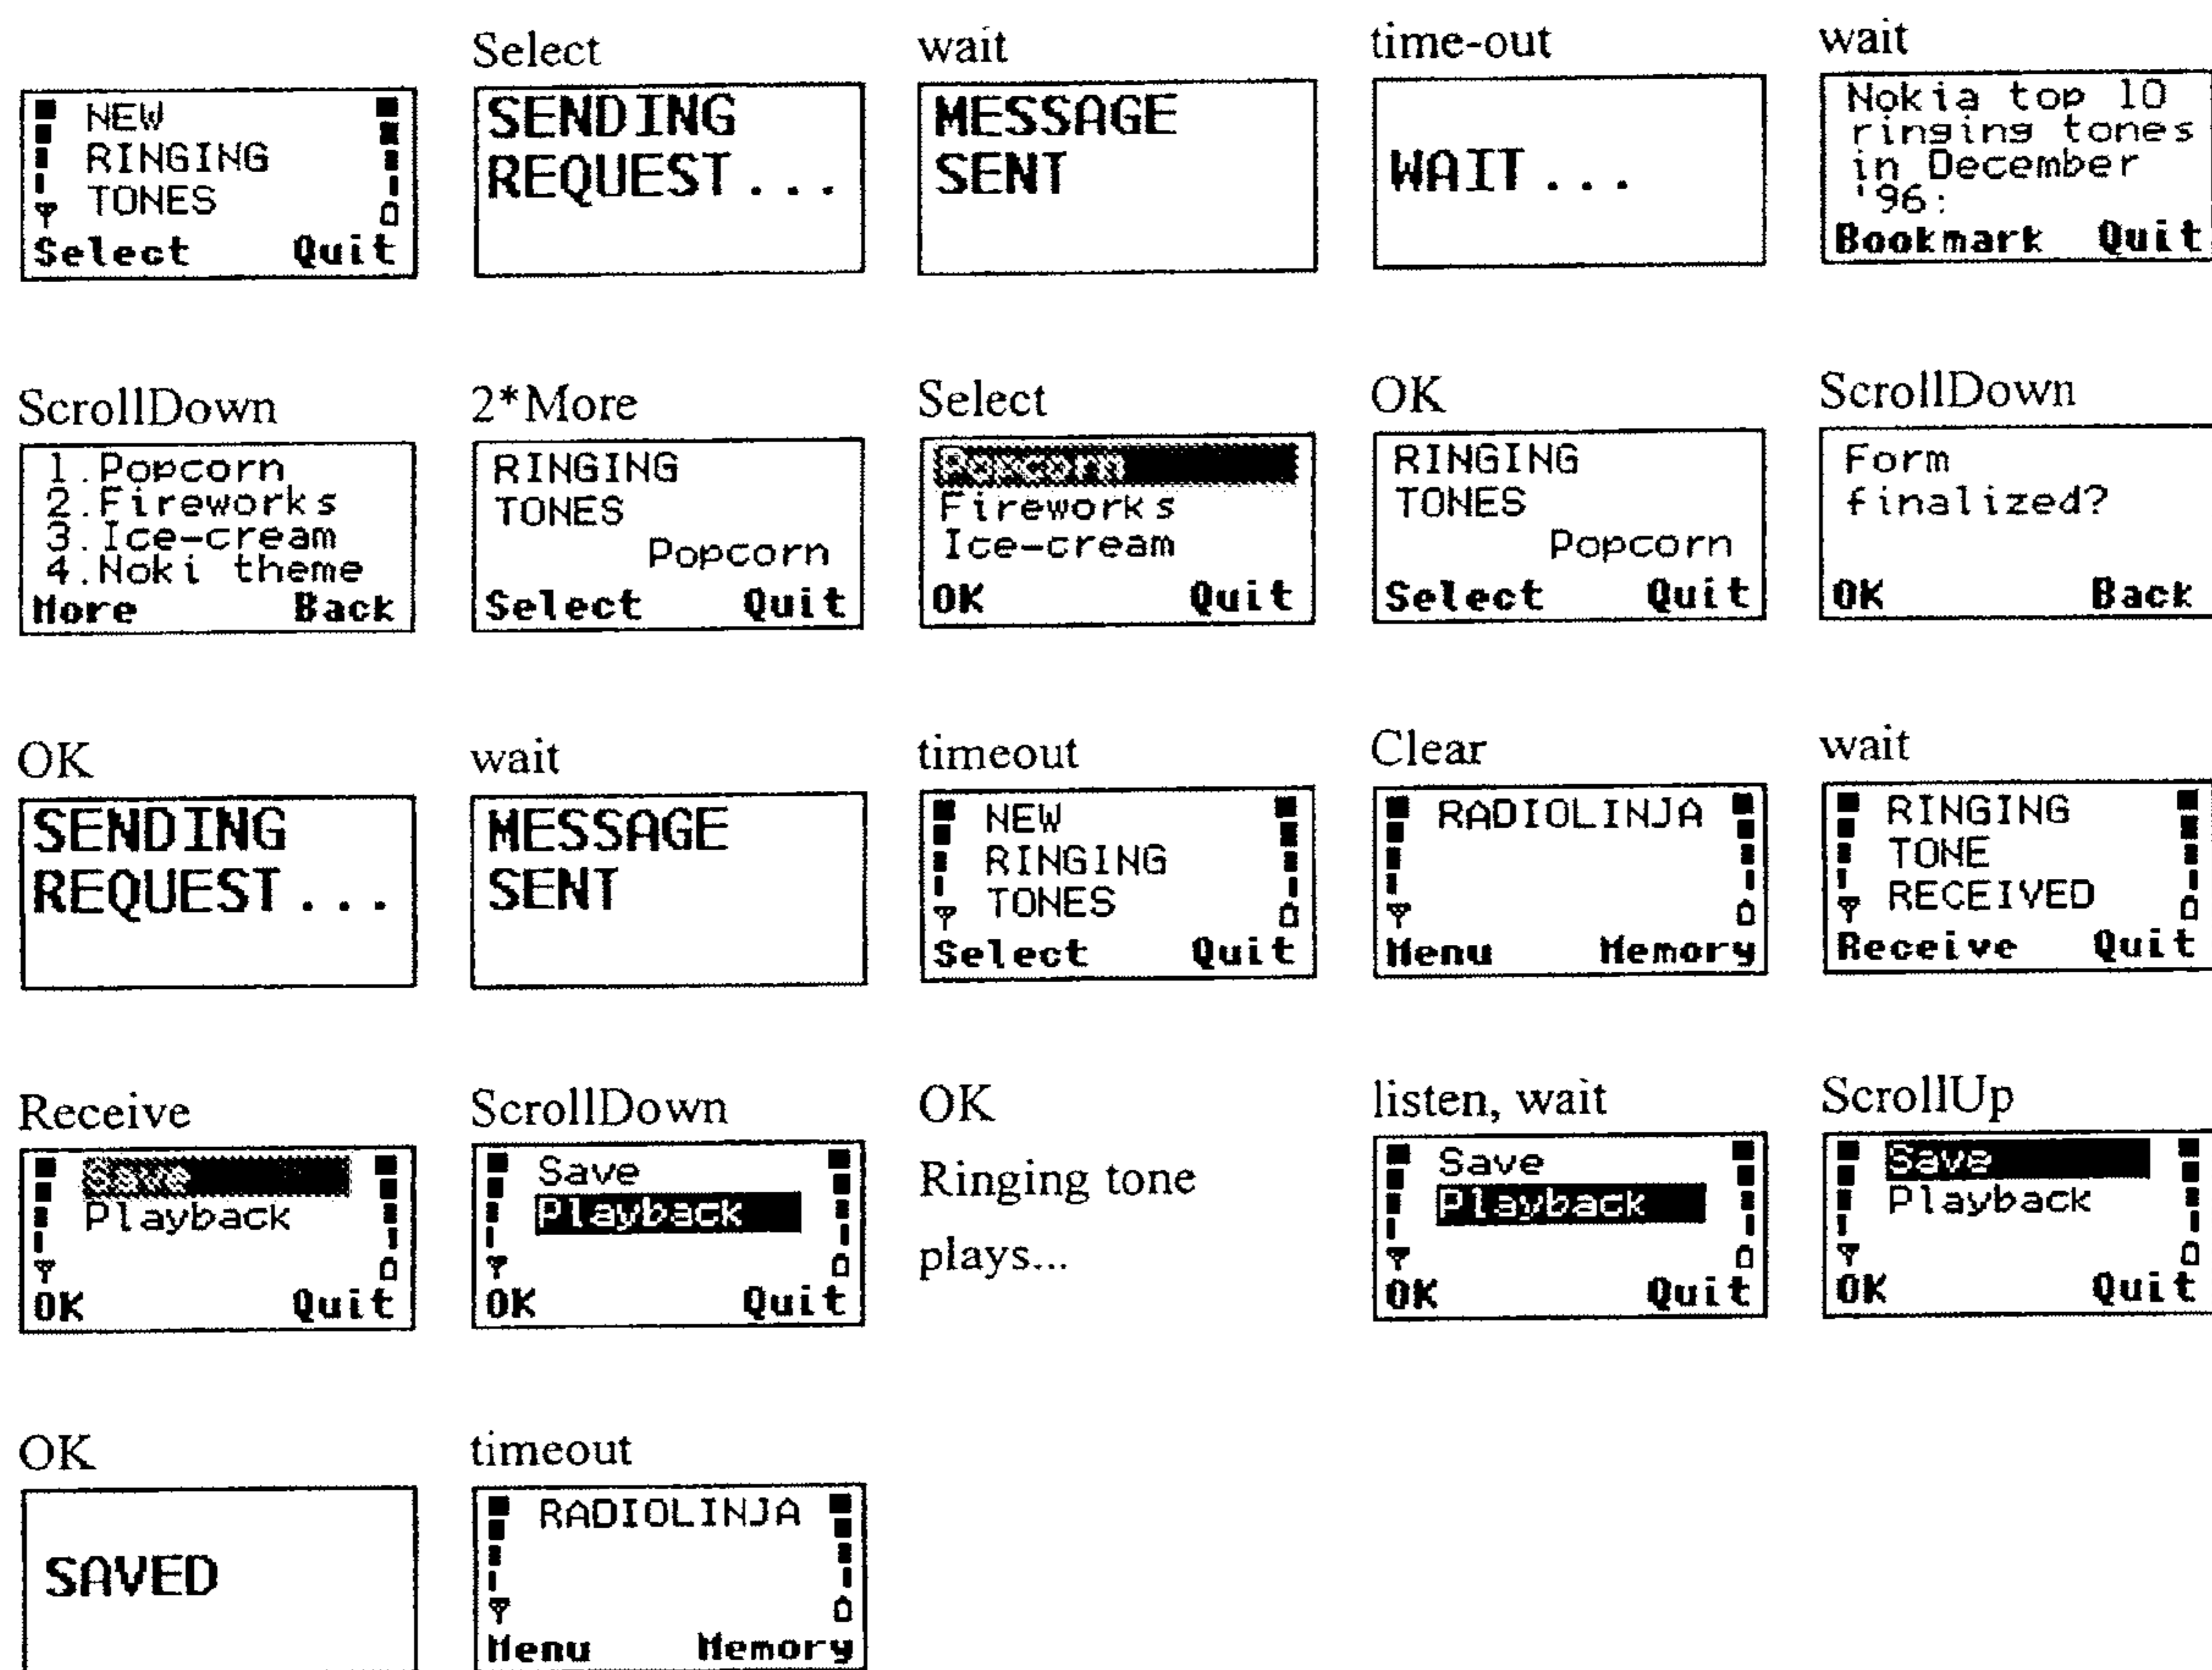 NEW
RINGING
TONES
Select Quit
Select
SENDING
REQUEST...
wait
MESSAGE
SENT
time-out
WAIT...
wait
Nokia top 10
ringing tones
in December
'96:
Bookmark Quit
ScrollDown
1.Popcorn
2.Fireworks
3.Ice-cream
4.Noki theme
More Back
2*More
RINGING
TONES
Popcorn
Select Quit
Select
Popcorn
Fireworks
Ice-cream
OK Quit
OK
RINGING
TONES
Popcorn
Select Quit
ScrollDown
Form
finalized?
OK Back
OK
SENDING
REQUEST...
wait
MESSAGE
SENT
timeout
NEW
RINGING
TONES
Select Quit
Clear
RADIOLINJA
Menu Memory
wait
RINGING
TONE
RECEIVED
Receive Quit
Receive
Save
Playback
OK Quit
ScrollDown
Save
Playback
OK Quit
OK
Ringing tone
plays...
listen, wait
Save
Playback
OK Quit
ScrollUp
Save
Playback
OK Quit
OK
SAVED
timeout
RADIOLINJA
Menu Memory